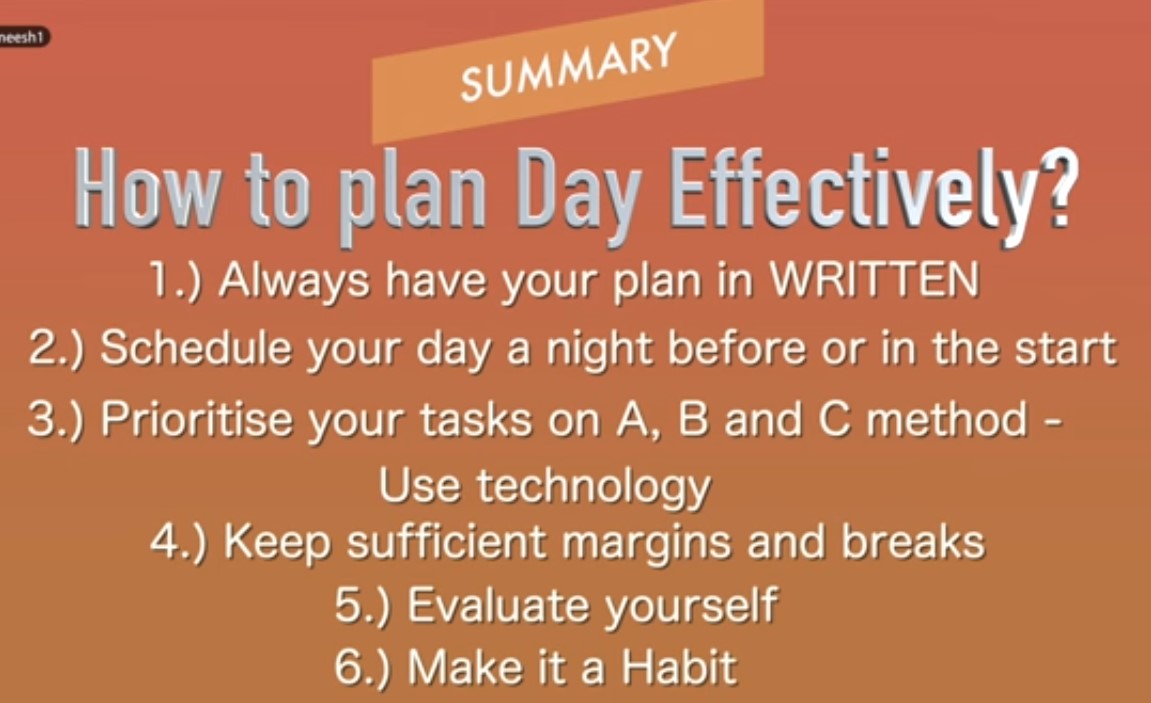 neesh1
SUMMARY
How to plan Day Effectively?
1.) Always have your plan in WRITTEN
2.) Schedule your day a night before or in the start
3.) Prioritise your tasks on A, B and C method -
Use technology
4.) Keep sufficient margins and breaks
5.) Evaluate yourself
6.) Make it a Habit